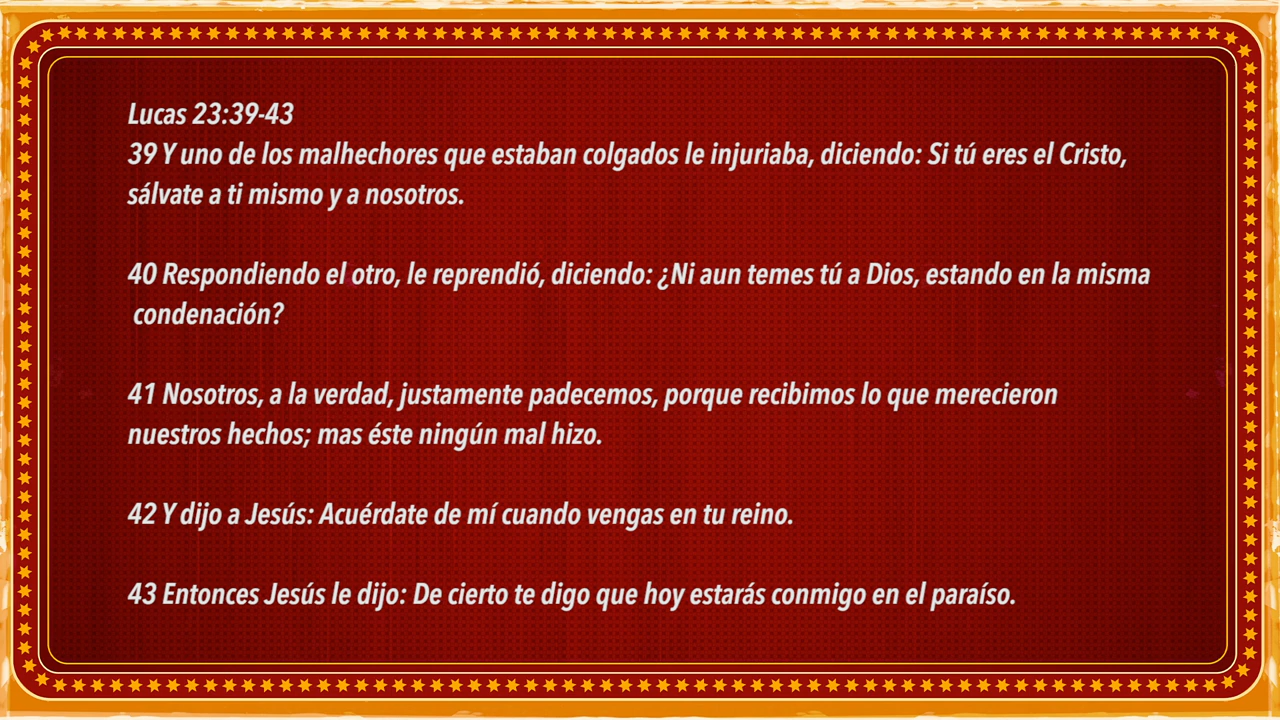 Lucas 23:39-43
39 Y uno de los malhechores que estaban colgados le injuriaba, diciendo: Si tú eres el Cristo,
sálvate a ti mismo y a nosotros.
40 Respondiendo el otro, le reprendió, diciendo: ¿Ni aun temes tú a Dios, estando en la misma
condenación?
41 Nosotros, a la verdad, justamente padecemos, porque recibimos lo que merecieron
nuestros hechos; mas éste ningún mal hizo.
42 Y dijo a Jesús: Acuérdate de mí cuando vengas en tu reino.
43 Entonces Jesús le dijo: De cierto te digo que hoy estarás conmigo en el paraíso.